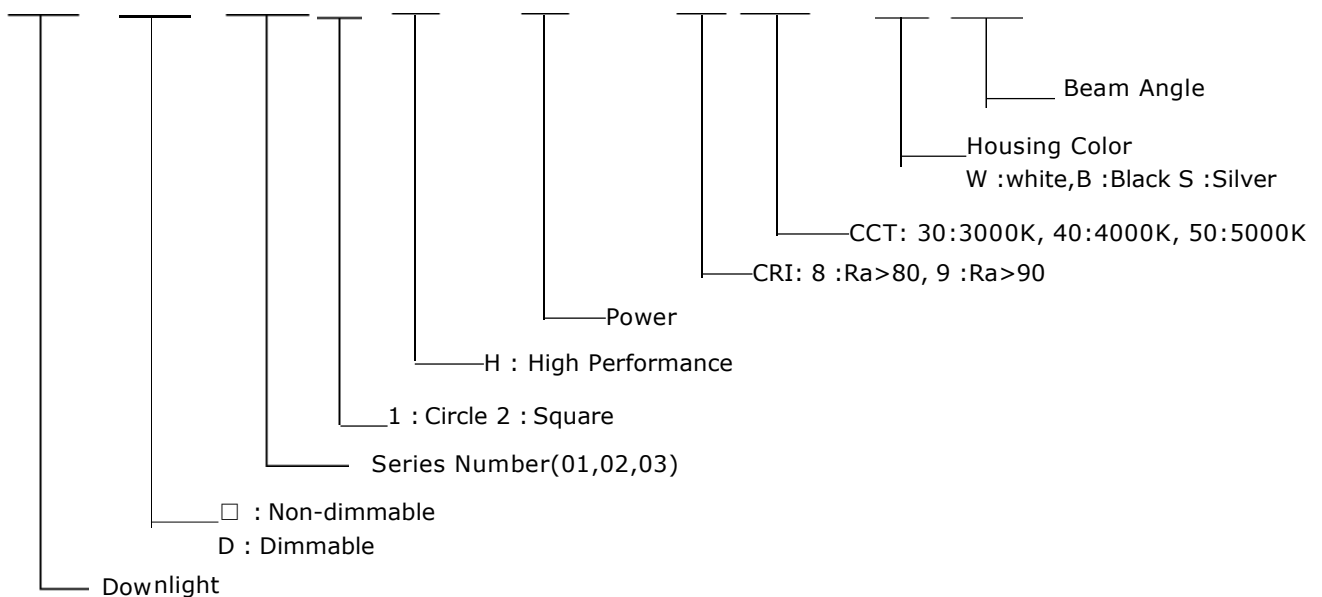 Beam Angle
Housing Color
W :white,B :Black S :Silver
CCT: 30:3000K, 40:4000K, 50:5000K
CRI: 8 :Ra>80, 9 :Ra>90
Power
H : High Performance
1 : Circle 2 : Square
Series Number(01,02,03)
□ : Non-dimmable
D : Dimmable
Downlight